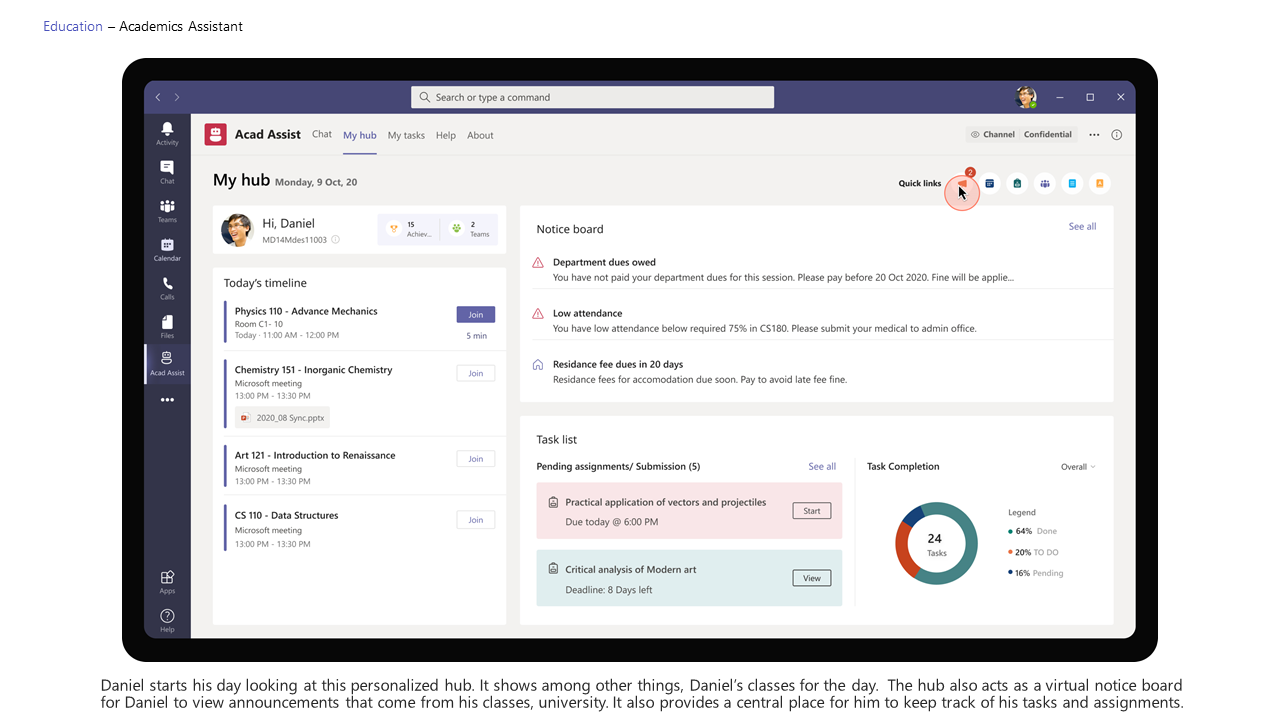 Education – Academics Assistant
Search or type a command
Activity
Chat
Teams
Calendar
Calls
Files
Acad Assist
Apps
Help
Acad Assist Chat My hub My tasks Help About
Channel Confidential
My hub Monday, 9 Oct, 20
Quick links
2
Hi, Daniel
MD14Mdes11003
15
Achiev...
2
Teams
Today's timeline
Physics 110 - Advance Mechanics
Room C1- 10
Today · 11:00 AM - 12:00 PM
Join
5 min
Chemistry 151 - Inorganic Chemistry
Microsoft meeting
13:00 PM - 13:30 PM
2020_08 Sync.pptx
Join
Art 121 - Introduction to Renaissance
Microsoft meeting
13:00 PM - 13:30 PM
Join
CS 110 - Data Structures
Microsoft meeting
13:00 PM - 13:30 PM
Join
Notice board
See all
Department dues owed
You have not paid your department dues for this session. Please pay before 20 Oct 2020. Fine will be applie...
Low attendance
You have low attendance below required 75% in CS180. Please submit your medical to admin office.
Residance fee dues in 20 days
Residance fees for accomodation due soon. Pay to avoid late fee fine.
Task list
Pending assignments/ Submission (5)
See all
Practical application of vectors and projectiles
Due today @ 6:00 PM
Start
Critical analysis of Modern art
Deadline: 8 Days left
View
Task Completion
Overall
24
Tasks
Legend
64% Done
20% TO DO
16% Pending
Daniel starts his day looking at this personalized hub. It shows among other things, Daniel's classes for the day. The hub also acts as a virtual notice board
for Daniel to view announcements that come from his classes, university. It also provides a central place for him to keep track of his tasks and assignments.